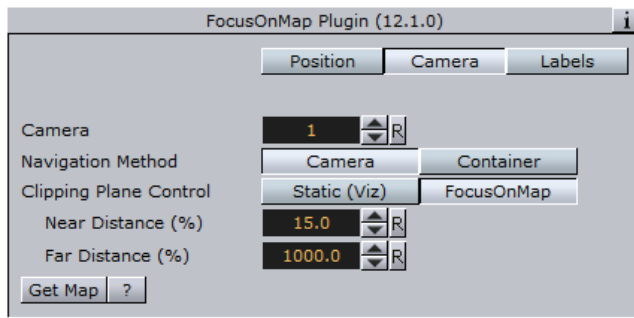 FocusOnMap Plugin (12.1.0) i
Position Camera Labels
Camera 1 R
Navigation Method Camera Container
Clipping Plane Control Static (Viz) FocusOnMap
Near Distance (%) 15.0 R
Far Distance (%) 1000.0 R
Get Map ?